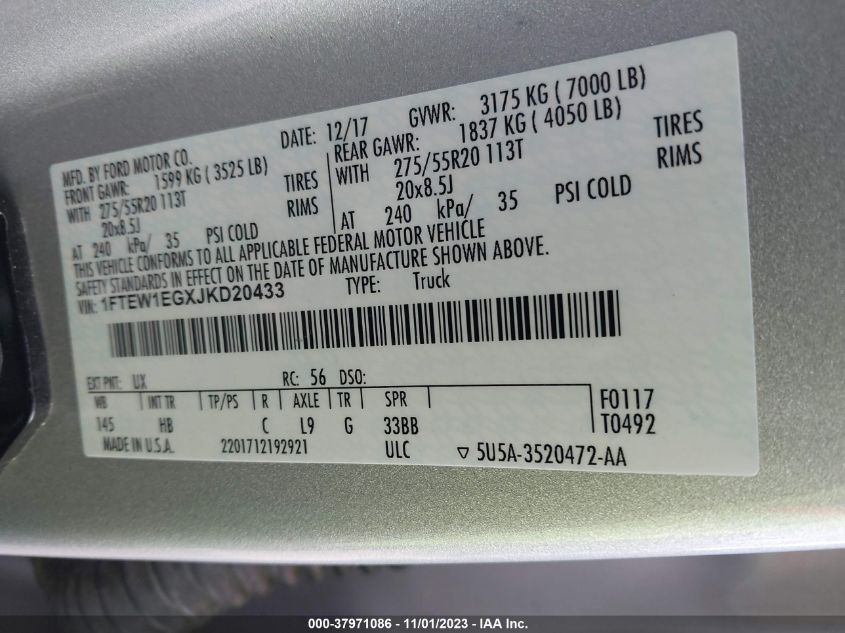 MFD. BY FORD MOTOR CO.
DATE: 12/17 GVWR: 3175 KG ( 7000 LB)
FRONT GAWR: 1599 KG ( 3525 LB)
REAR GAWR: 1837 KG ( 4050 LB)
WITH 275/55R20 113T TIRES
WITH 275/55R20 113T TIRES
20x8.5J RIMS
20x8.5J RIMS
AT 240 kPa/ 35 PSI COLD
AT 240 kPa/ 35 PSI COLD
THIS VEHICLE CONFORMS TO ALL APPLICABLE FEDERAL MOTOR VEHICLE
SAFETY STANDARDS IN EFFECT ON THE DATE OF MANUFACTURE SHOWN ABOVE.
VIN: 1FTEW1EGXJKD20433 TYPE: Truck
EXT PNT: UX RC: 56 DSO:
WB INT TR TP/PS R AXLE TR SPR
145 HB C L9 G 33BB
F0117
T0492
MADE IN U.S.A. 2201712192921 ULC ▽ 5U5A-3520472-AA
000-37971086 - 11/01/2023 - IAA Inc.